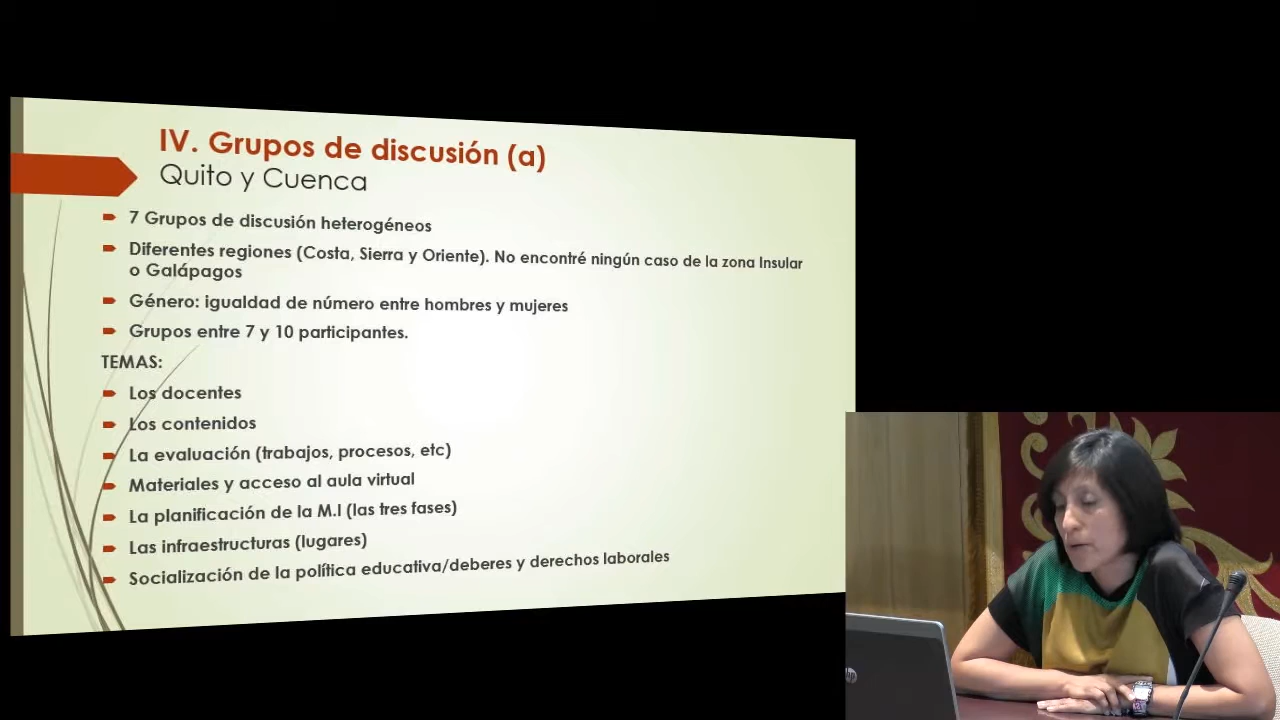 IV. Grupos de discusión (a)
Quito y Cuenca
7 Grupos de discusión heterogéneos
Diferentes regiones (Costa, Sierra y Oriente). No encontré ningún caso de la zona Insular
o Galápagos
Género: igualdad de número entre hombres y mujeres
Grupos entre 7 y 10 participantes.
TEMAS:
Los docentes
Los contenidos
La evaluación (trabajos, procesos, etc)
Materiales y acceso al aula virtual
La planificación de la M.I (las tres fases)
Las infraestructuras (lugares)
Socialización de la política educativa/deberes y derechos laborales
hp